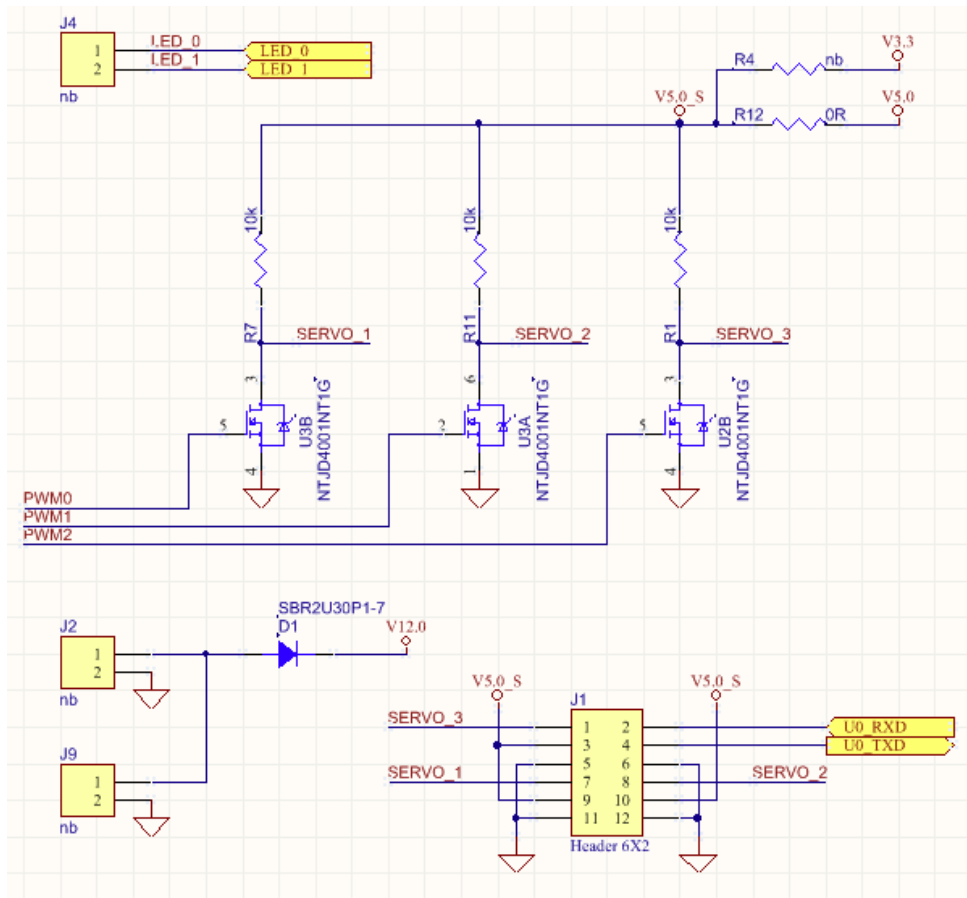 J4
1 LED_0 LED_0
2 LED_1 LED_1
nb
V3.3
R4 nb
V5.0_S V5.0
R12 0R
10k 10k 10k
R7 R11 R1
SERVO_1 SERVO_2 SERVO_3
3 6 3
5 2 5
U3B U3A U2B
NTJD4001NT1G NTJD4001NT1G NTJD4001NT1G
4 1 4
PWM0
PWM1
PWM2
SBR2U30P1-7
J2 D1 V12.0
1
2
nb
V5.0_S V5.0_S
J1
SERVO_3 1 2 U0_RXD
3 4 U0_TXD
J9
5 6
SERVO_1 7 8 SERVO_2
1
9 10
2
11 12
nb
Header 6X2